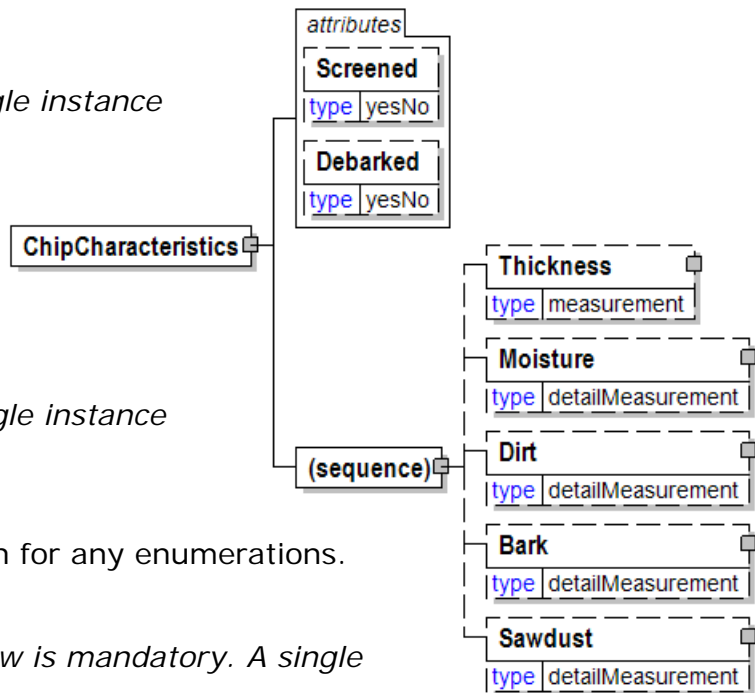 attributes
Screened
type yesNo
Debarked
type yesNo
gle instance
ChipCharacteristics
Thickness
type measurement
Moisture
type detailMeasurement
gle instance
(sequence)
Dirt
type detailMeasurement
n for any enumerations.
Bark
type detailMeasurement
w is mandatory. A single
Sawdust
type detailMeasurement